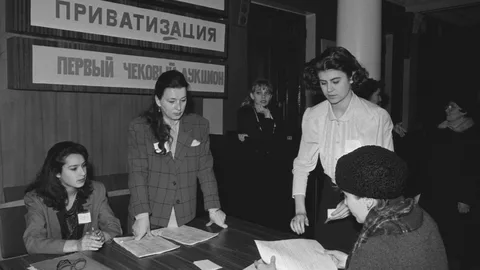 ПРИВАТИЗАЦИЯ
ПЕРВЫЙ ЧЕКОВЫЙ АУКЦИОН